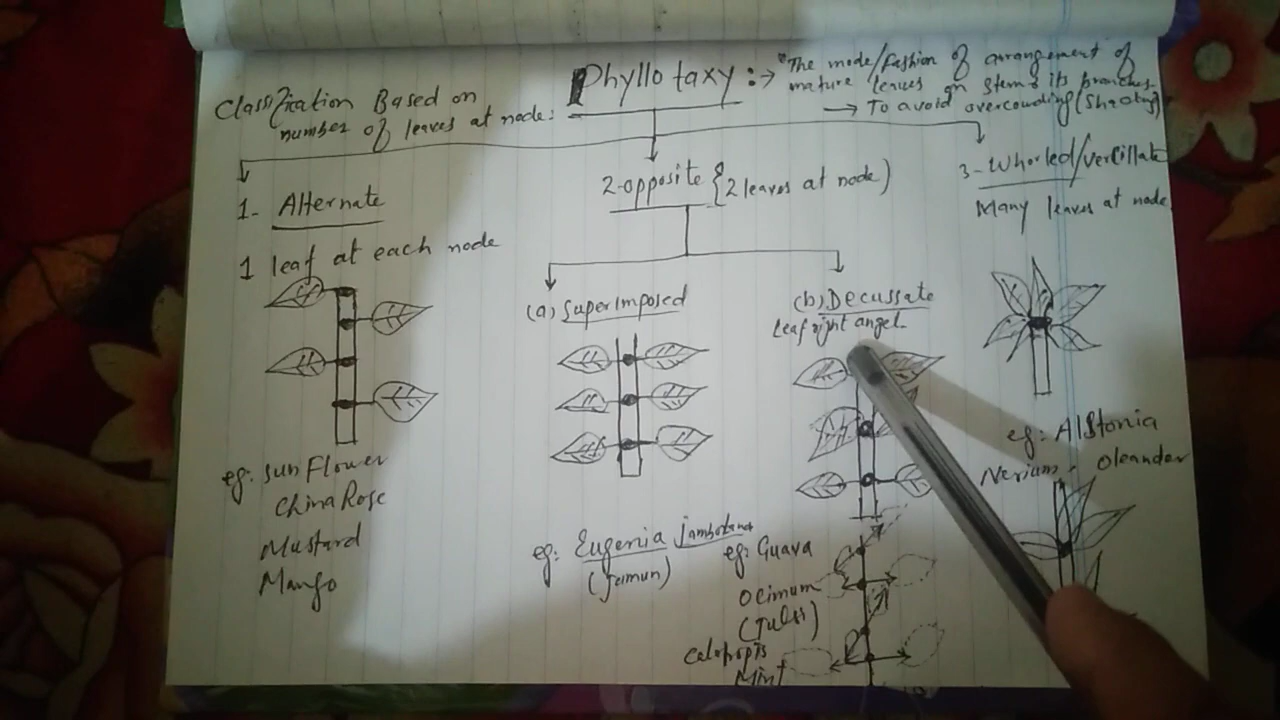 Phyllotaxy :→ "The mode/fashion of arrangement of
mature leaves on stem & its branches.
→ To avoid overcouding (Shading)
Classification Based on
number of leaves at node:
1- Alternate
1 leaf at each node
eg: Sun Flower
China Rose
Mustard
Mango
2-opposite {2 leaves at node)
(a) Superimposed
eg: Eugenia Jambolana
(Jamun)
(b) Decussate
Leaf right angel
eg: Guava
Ocimum
(Tulsi)
Calotropis
Mint
3-Whorled/Verticillate
Many leaves at node
eg: Alstonia
Nerium, Oleander